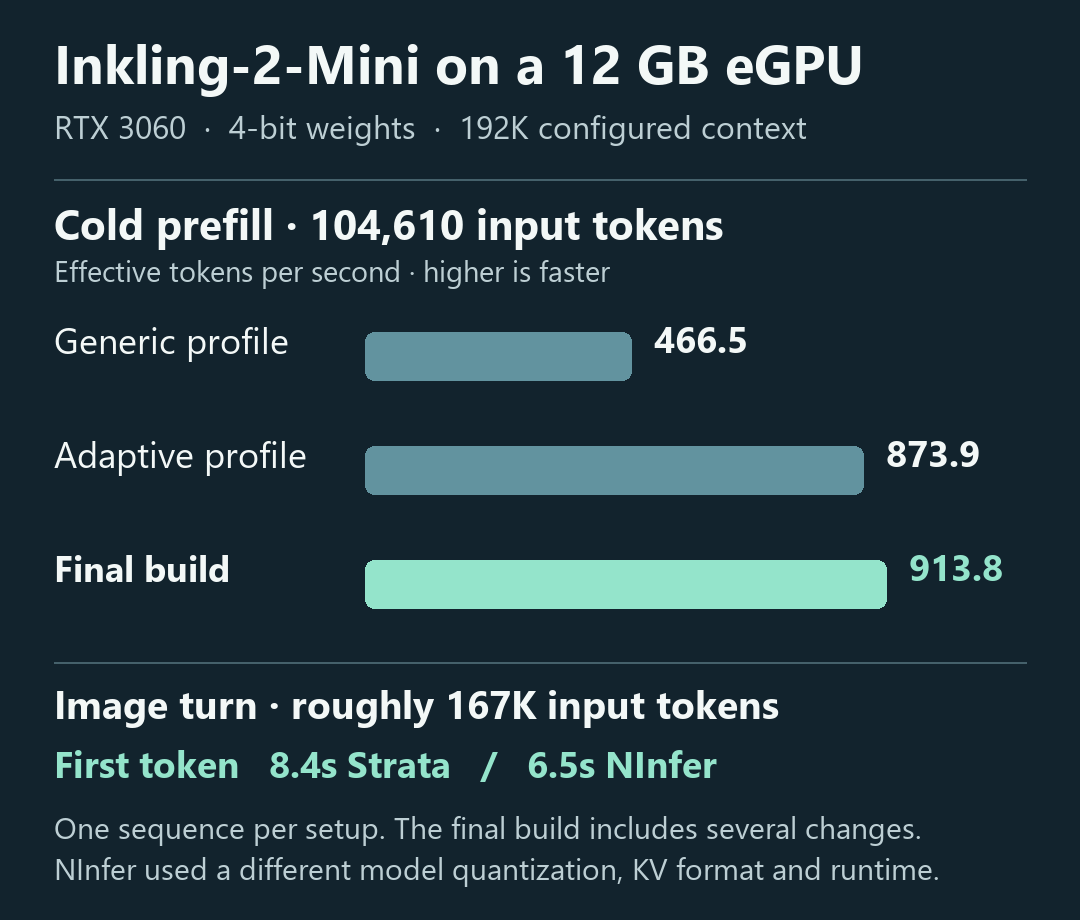 Inkling-2-Mini on a 12 GB eGPU
RTX 3060 · 4-bit weights · 192K configured context
Cold prefill · 104,610 input tokens
Effective tokens per second · higher is faster
Generic profile 466.5
Adaptive profile 873.9
Final build 913.8
Image turn · roughly 167K input tokens
First token 8.4s Strata / 6.5s NInfer
One sequence per setup. The final build includes several changes.
NInfer used a different model quantization, KV format and runtime.